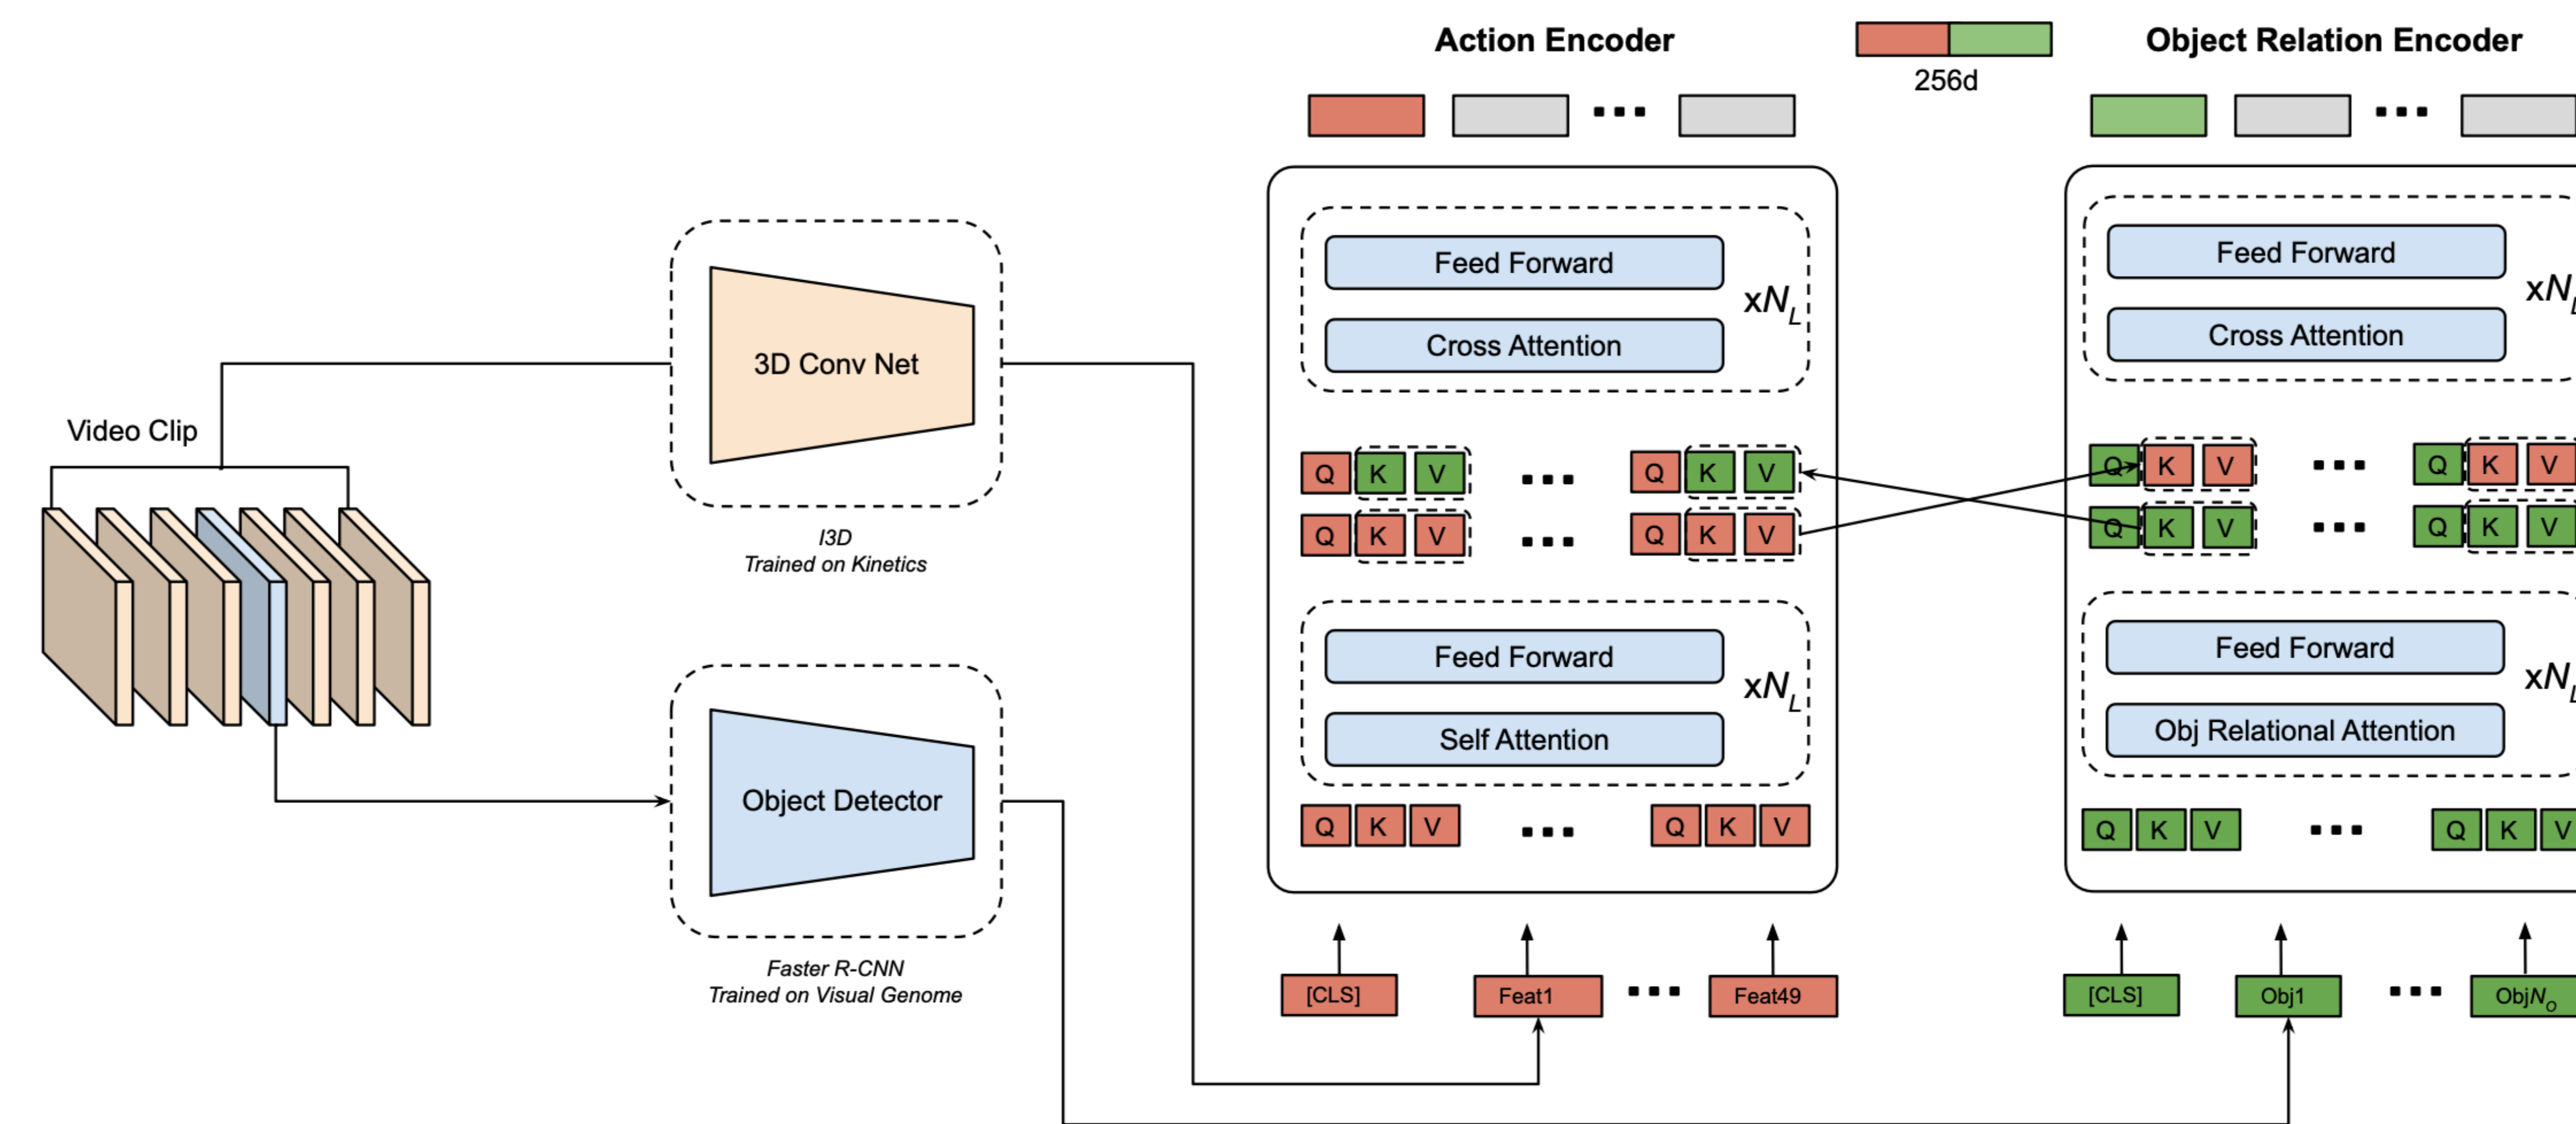 Action Encoder
256d
Object Relation Encoder
Video Clip
3D Conv Net
I3D
Trained on Kinetics
Object Detector
Faster R-CNN
Trained on Visual Genome
Feed Forward
Cross Attention
xN_L
Q K V ... Q K V
Q K V ... Q K V
Feed Forward
Self Attention
xN_L
Q K V ... Q K V
[CLS] Feat1 ... Feat49
Feed Forward
Cross Attention
xN
Q K V ... Q K V
Q K V ... Q K V
Feed Forward
Obj Relational Attention
xN
Q K V ... Q K V
[CLS] Obj1 ... ObjN_O